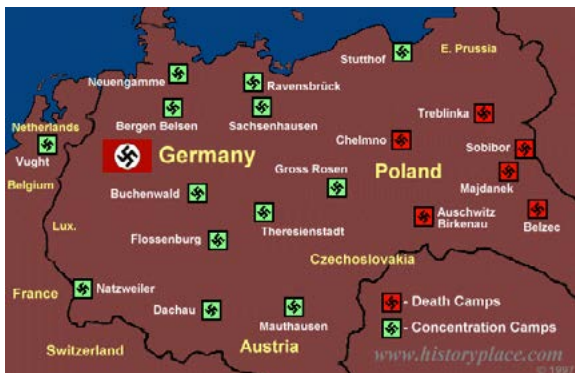 Stutthof
E. Prussia
Neuengamme
Ravensbrück
Treblinka
Netherlands
Bergen Belsen
Sachsenhausen
Chelmno
Sobibor
Vught
Germany
Gross Rosen
Poland
Belgium
Majdanek
Buchenwald
Auschwitz
Birkenau
Belzec
Lux.
Theresienstadt
Flossenburg
Czechoslovakia
France
Natzweiler
- Death Camps
Dachau
Mauthausen
- Concentration Camps
Switzerland
Austria
www.historyplace.com
© 1997